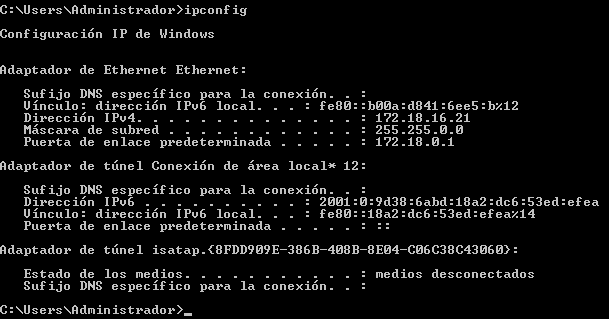 C:\Users\Administrador>ipconfig
Configuración IP de Windows
Adaptador de Ethernet Ethernet:
Sufijo DNS específico para la conexión. . :
Vínculo: dirección IPv6 local. . . : fe80::b00a:d841:6ee5:b%12
Dirección IPv4. . . . . . . . . . . . . . : 172.18.16.21
Máscara de subred . . . . . . . . . . . . : 255.255.0.0
Puerta de enlace predeterminada . . . . . : 172.18.0.1
Adaptador de túnel Conexión de área local* 12:
Sufijo DNS específico para la conexión. . :
Dirección IPv6 . . . . . . . . . . : 2001:0:9d38:6abd:18a2:dc6:53ed:efea
Vínculo: dirección IPv6 local. . . : fe80::18a2:dc6:53ed:efea%14
Puerta de enlace predeterminada . . . . . : ::
Adaptador de túnel isatap.{8FDD909E-386B-408B-8E04-C06C38C43060}:
Estado de los medios. . . . . . . . . . . : medios desconectados
Sufijo DNS específico para la conexión. . :
C:\Users\Administrador>_